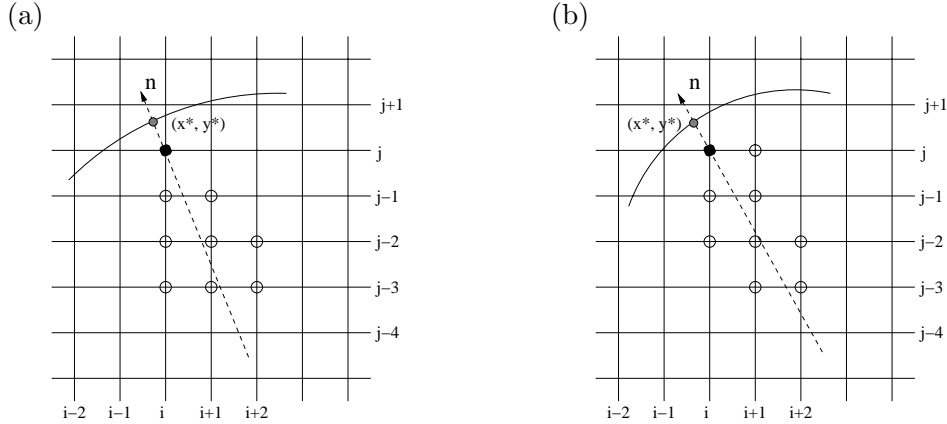 (a)
n
(x*, y*)
j+1
j
j−1
j−2
j−3
j−4
i−2 i−1 i i+1 i+2
(b)
n
(x*, y*)
j+1
j
j−1
j−2
j−3
j−4
i−2 i−1 i i+1 i+2